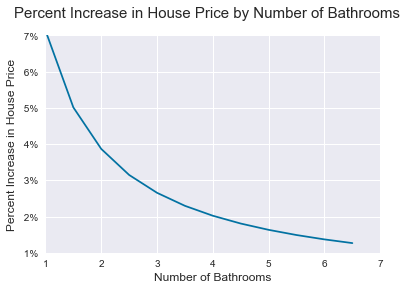 Percent Increase in House Price by Number of Bathrooms
7%
6%
5%
4%
3%
2%
1%
Percent Increase in House Price
1 2 3 4 5 6 7
Number of Bathrooms